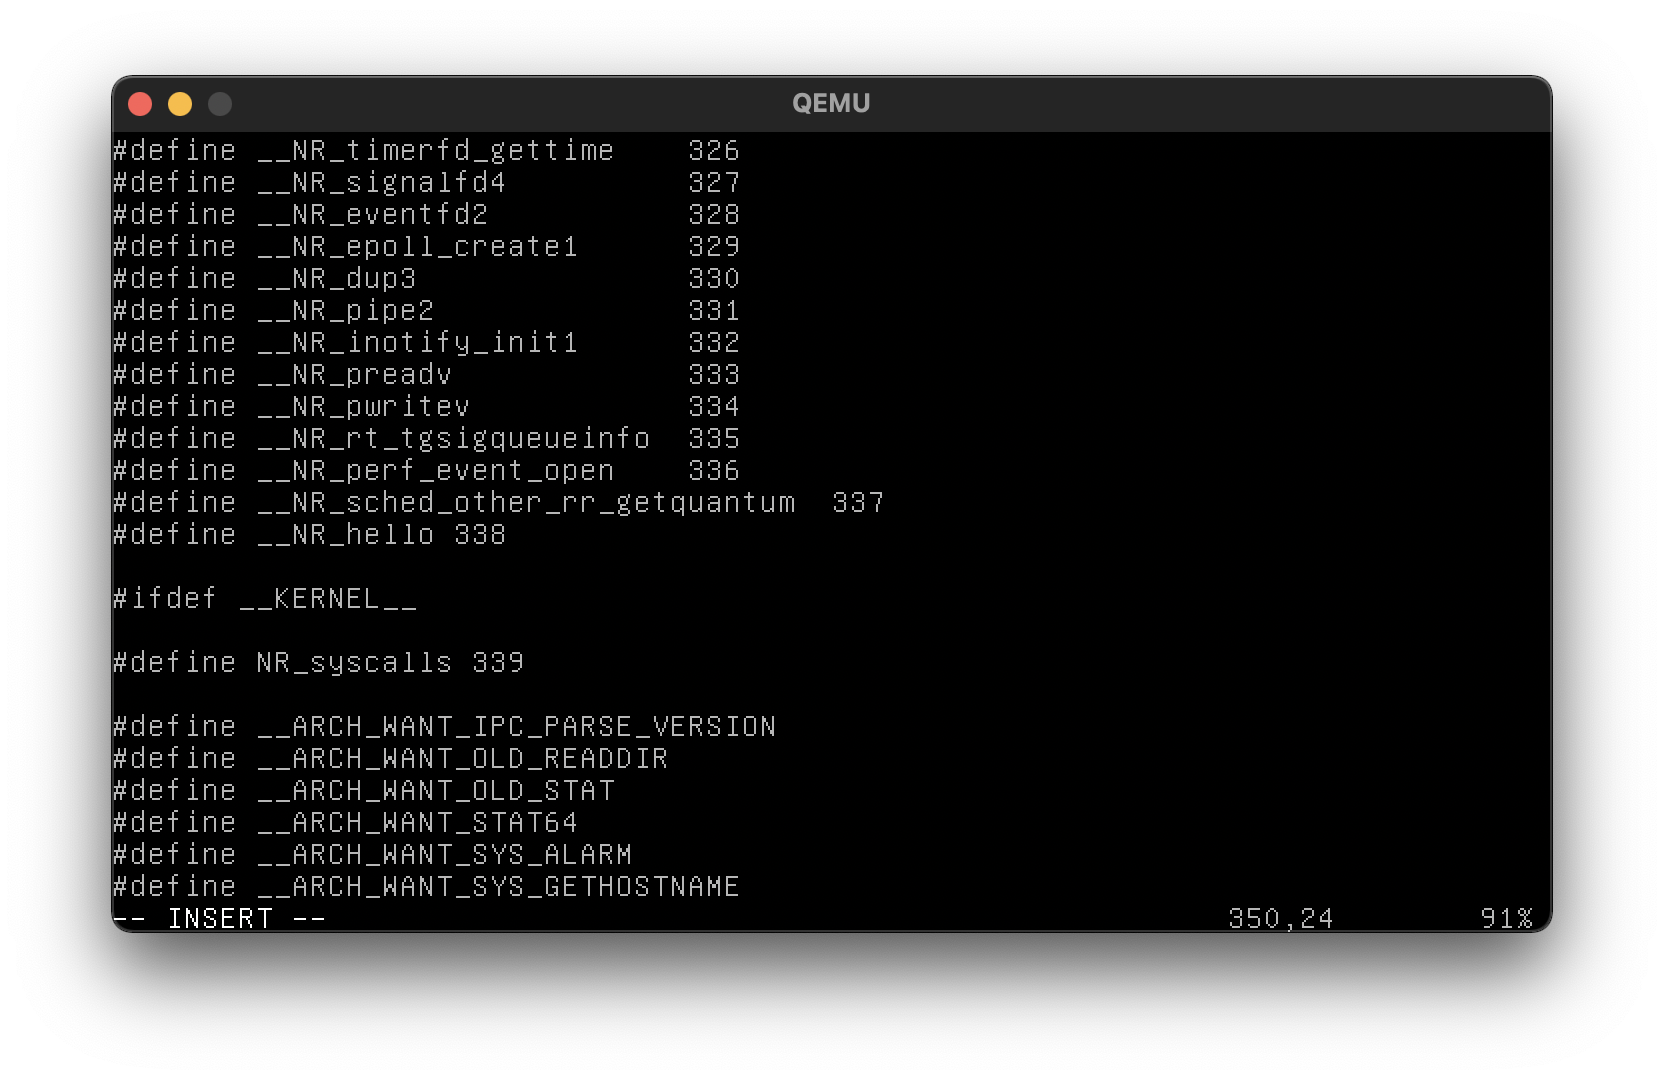 QEMU
#define __NR_timerfd_gettime    326
#define __NR_signalfd4          327
#define __NR_eventfd2           328
#define __NR_epoll_create1      329
#define __NR_dup3               330
#define __NR_pipe2              331
#define __NR_inotify_init1      332
#define __NR_preadv             333
#define __NR_pwritev            334
#define __NR_rt_tgsigqueueinfo  335
#define __NR_perf_event_open    336
#define __NR_sched_other_rr_getquantum  337
#define __NR_hello 338
#ifdef __KERNEL__
#define NR_syscalls 339
#define __ARCH_WANT_IPC_PARSE_VERSION
#define __ARCH_WANT_OLD_READDIR
#define __ARCH_WANT_OLD_STAT
#define __ARCH_WANT_STAT64
#define __ARCH_WANT_SYS_ALARM
#define __ARCH_WANT_SYS_GETHOSTNAME
-- INSERT -- 350,24 91%